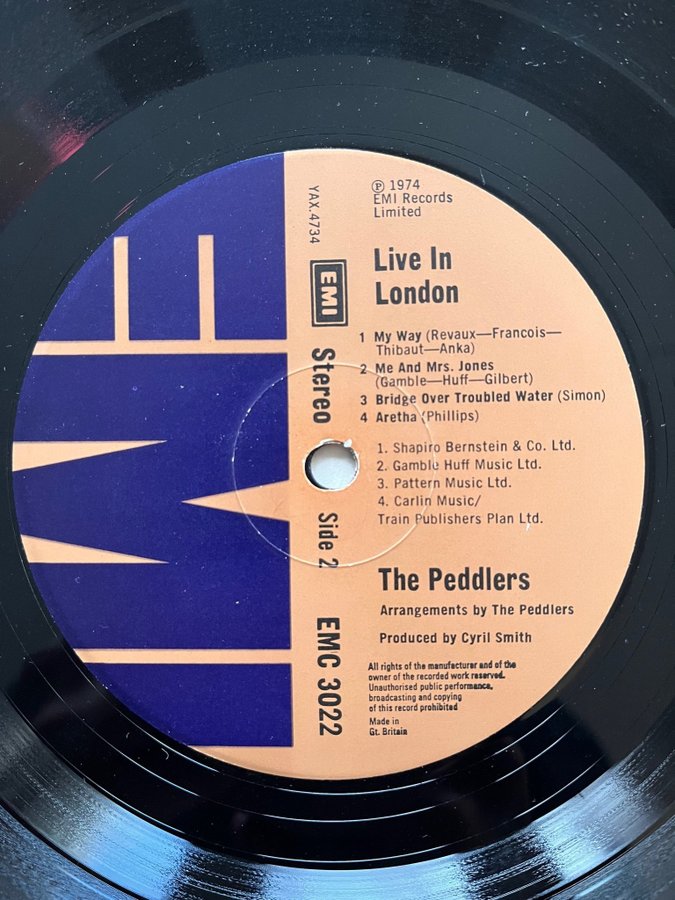 ℗ 1974
EMI Records
Limited
YAX.4734
EMI
Stereo
Side 2
EMC 3022
Live In
London
1 My Way (Revaux—Francois—
Thibaut—Anka)
2 Me And Mrs. Jones
(Gamble—Huff—Gilbert)
3 Bridge Over Troubled Water (Simon)
4 Aretha (Phillips)
1. Shapiro Bernstein & Co. Ltd.
2. Gamble Huff Music Ltd.
3. Pattern Music Ltd.
4. Carlin Music/
Train Publishers Plan Ltd.
The Peddlers
Arrangements by The Peddlers
Produced by Cyril Smith
All rights of the manufacturer and of the
owner of the recorded work reserved.
Unauthorised public performance,
broadcasting and copying
of this record prohibited
Made in
Gt. Britain
EMI